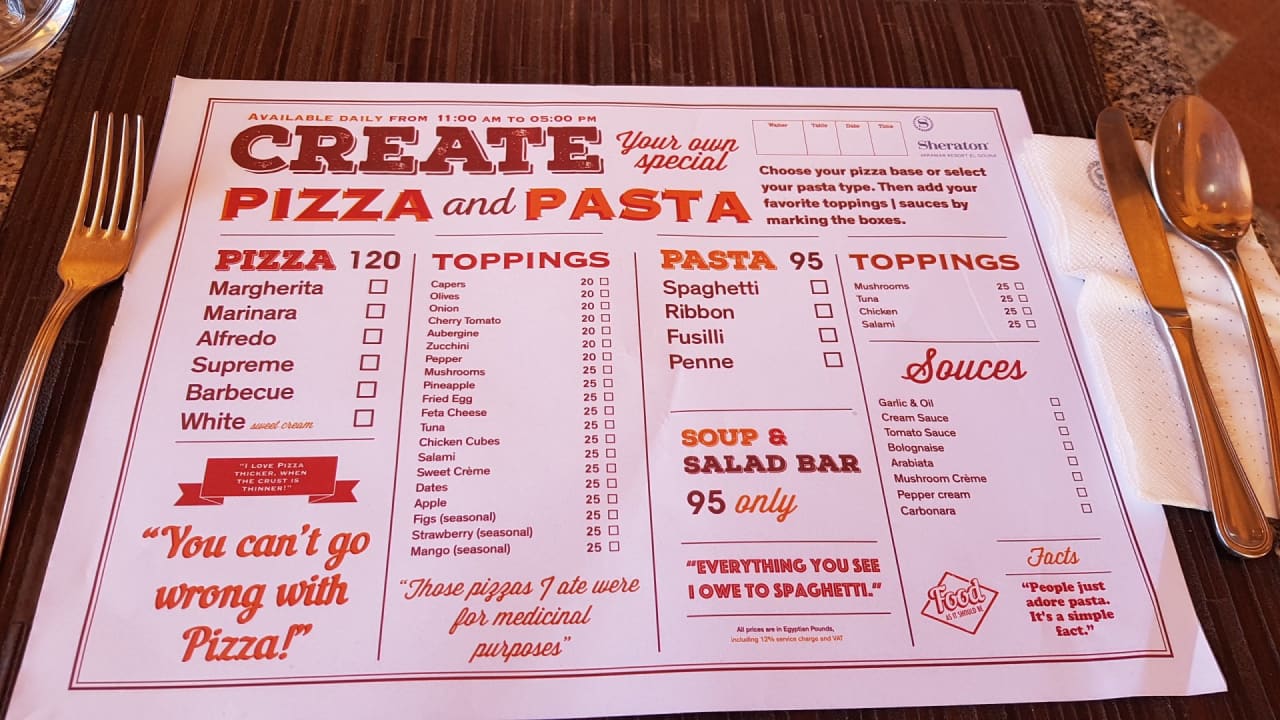 AVAILABLE DAILY FROM 11:00 AM TO 05:00 PM
CREATE
Your own
special
PIZZA and PASTA
Waiter Table Date Time
S
Sheraton
MIRAMAR RESORT EL GOUNA
Choose your pizza base or select
your pasta type. Then add your
favorite toppings | sauces by
marking the boxes.
PIZZA 120
Margherita
Marinara
Alfredo
Supreme
Barbecue
White sweet cream
"I LOVE PIZZA
THICKER, WHEN
THE CRUST IS
THINNER!"
"You can't go
wrong with
Pizza!"
TOPPINGS
Capers 20
Olives 20
Onion 20
Cherry Tomato 20
Aubergine 20
Zucchini 20
Pepper 20
Mushrooms 25
Pineapple 25
Fried Egg 25
Feta Cheese 25
Tuna 25
Chicken Cubes 25
Salami 25
Sweet Crème 25
Dates 25
Apple 25
Figs (seasonal) 25
Strawberry (seasonal) 25
Mango (seasonal) 25
"Those pizzas I ate were
for medicinal
purposes"
PASTA 95
Spaghetti
Ribbon
Fusilli
Penne
SOUP &
SALAD BAR
95 only
"EVERYTHING YOU SEE
I OWE TO SPAGHETTI."
All prices are in Egyptian Pounds,
including 12% service charge and VAT
TOPPINGS
Mushrooms 25
Tuna 25
Chicken 25
Salami 25
Souces
Garlic & Oil
Cream Sauce
Tomato Sauce
Bolognaise
Arabiata
Mushroom Crème
Pepper cream
Carbonara
Food
AS IT SHOULD BE
Facts
"People just
adore pasta.
It's a simple
fact."